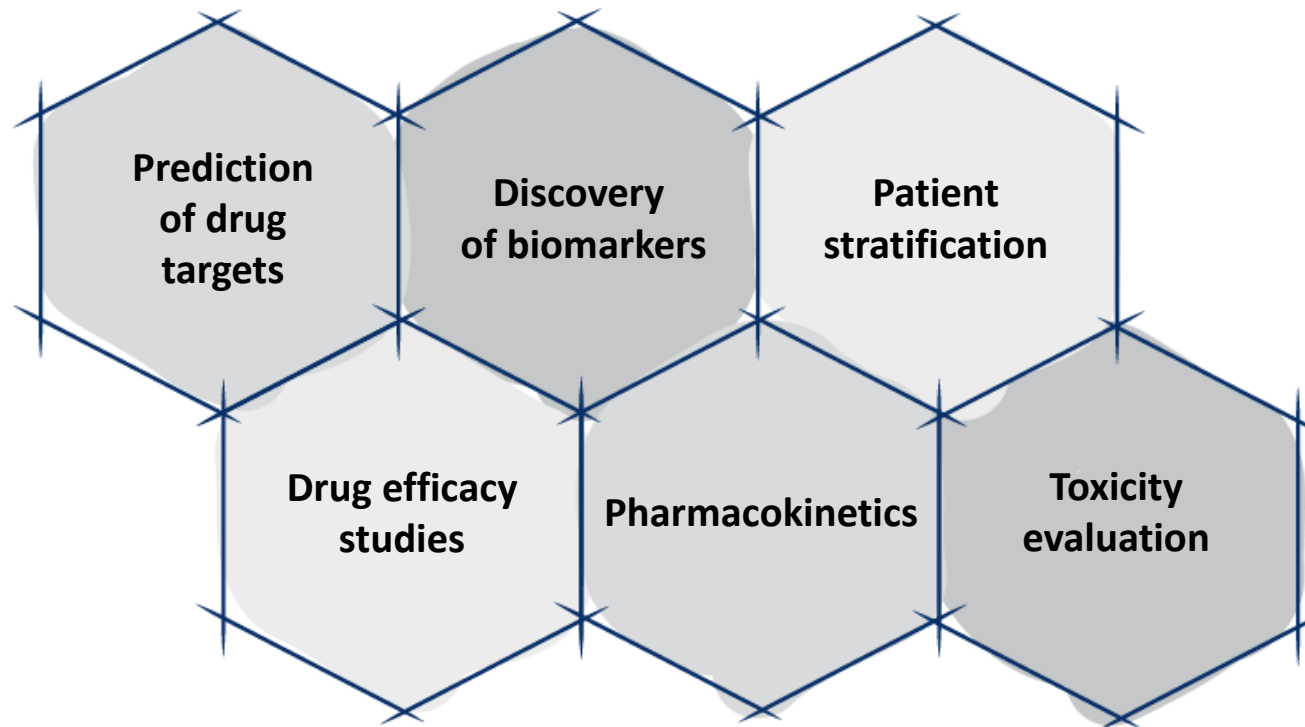 Prediction
of drug
targets
Discovery
of biomarkers
Patient
stratification
Drug efficacy
studies
Pharmacokinetics
Toxicity
evaluation